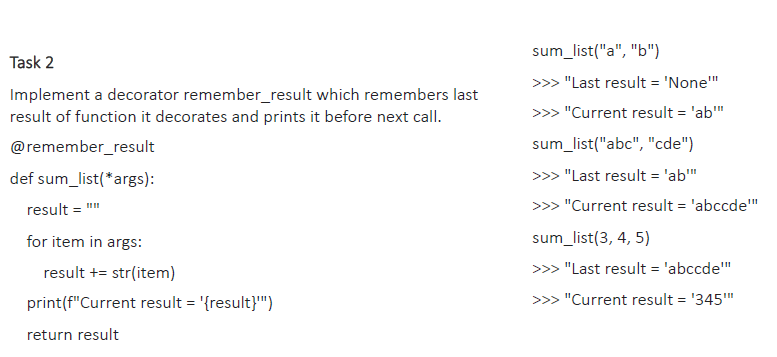 Task 2
Implement a decorator remember_result which remembers last
result of function it decorates and prints it before next call.
@remember_result
def sum_list(*args):
result = ""
for item in args:
result += str(item)
print(f"Current result = '{result}'")
return result
sum_list("a", "b")
>>> "Last result = 'None'"
>>> "Current result = 'ab'"
sum_list("abc", "cde")
>>> "Last result = 'ab'"
>>> "Current result = 'abccde'"
sum_list(3, 4, 5)
>>> "Last result = 'abccde'"
>>> "Current result = '345'"